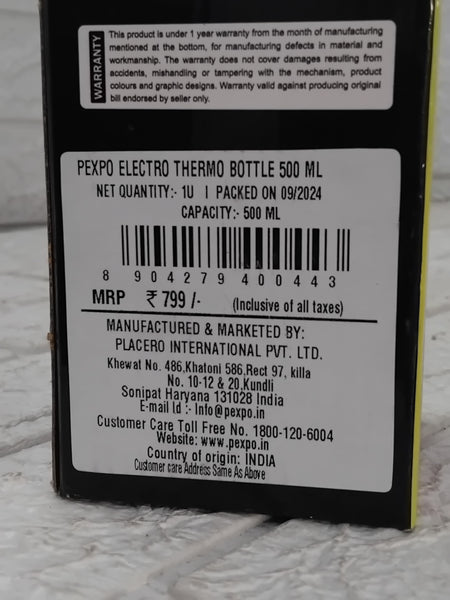 WARRANTY
This product is under 1 year warranty from the month of manufacturing
mentioned at the bottom, for manufacturing defects in material and
workmanship. The warranty does not cover damages resulting from
accidents, mishandling or tampering with the mechanism, product
colours and graphic designs. Warranty valid against producing original
bill endorsed by seller only.
PEXPO ELECTRO THERMO BOTTLE 500 ML
NET QUANTITY:- 1U | PACKED ON 09/2024
CAPACITY:- 500 ML
8 904279 400443
MRP ₹ 799 /- (Inclusive of all taxes)
MANUFACTURED & MARKETED BY:
PLACERO INTERNATIONAL PVT. LTD.
Khewal No. 486,Khatoni 586,Rect 97, killa
No. 10-12 & 20,Kundli
Sonipat Haryana 131028 India
E-mail Id :- Info@pexpo.in
Customer Care Toll Free No. 1800-120-6004
Website: www.pexpo.in
Country of origin: INDIA
Customer care Address Same As Above